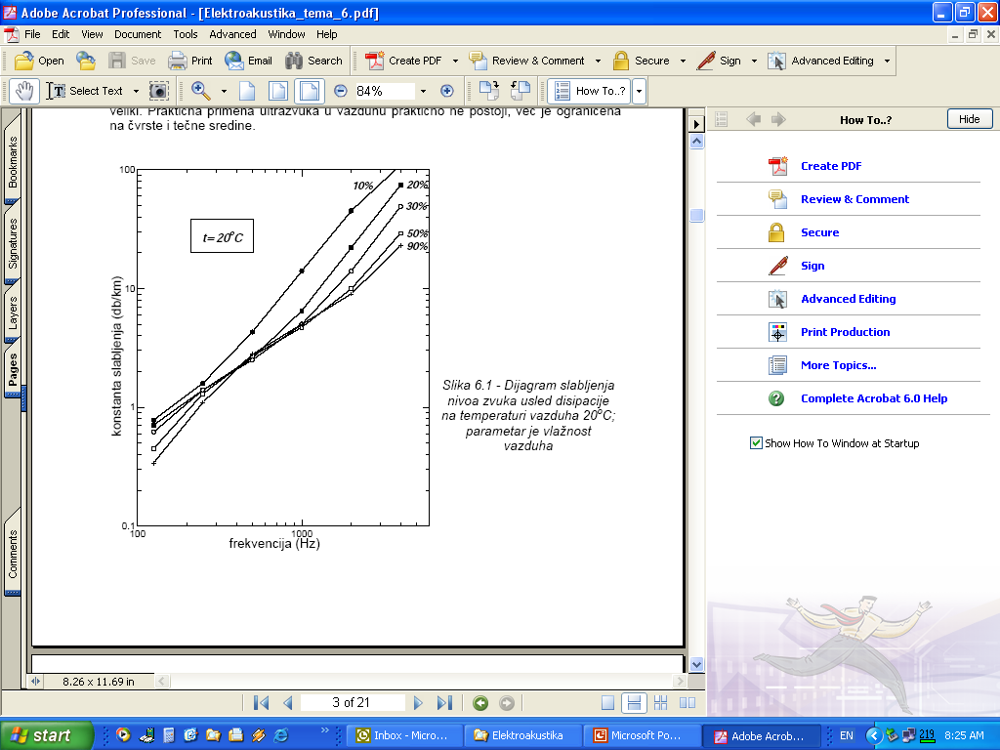 Adobe Acrobat Professional - [Elektroakustika_tema_6.pdf]
File Edit View Document Tools Advanced Window Help
Open Save Print Email Search Create PDF Review & Comment Secure Sign Advanced Editing
Select Text 84% How To..?
veliki. Praktična primena ultrazvuka u vazduhu praktično ne postoji, već je ograničena
na čvrste i tečne sredine.
Bookmarks
Signatures
Layers
Pages
Comments
100
10
1
0.1
konstanta slabljenja (db/km)
t=20°C
10%
20%
30%
50%
90%
100 1000
frekvencija (Hz)
Slika 6.1 - Dijagram slabljenja
nivoa zvuka usled disipacije
na temperaturi vazduha 20°C;
parametar je vlažnost
vazduha
How To..? Hide
Create PDF
Review & Comment
Secure
Sign
Advanced Editing
Print Production
More Topics...
Complete Acrobat 6.0 Help
Show How To Window at Startup
8.26 x 11.69 in
3 of 21
start Inbox - Micro... Elektroakustika Microsoft Po... Adobe Acrob... EN 219 8:25 AM